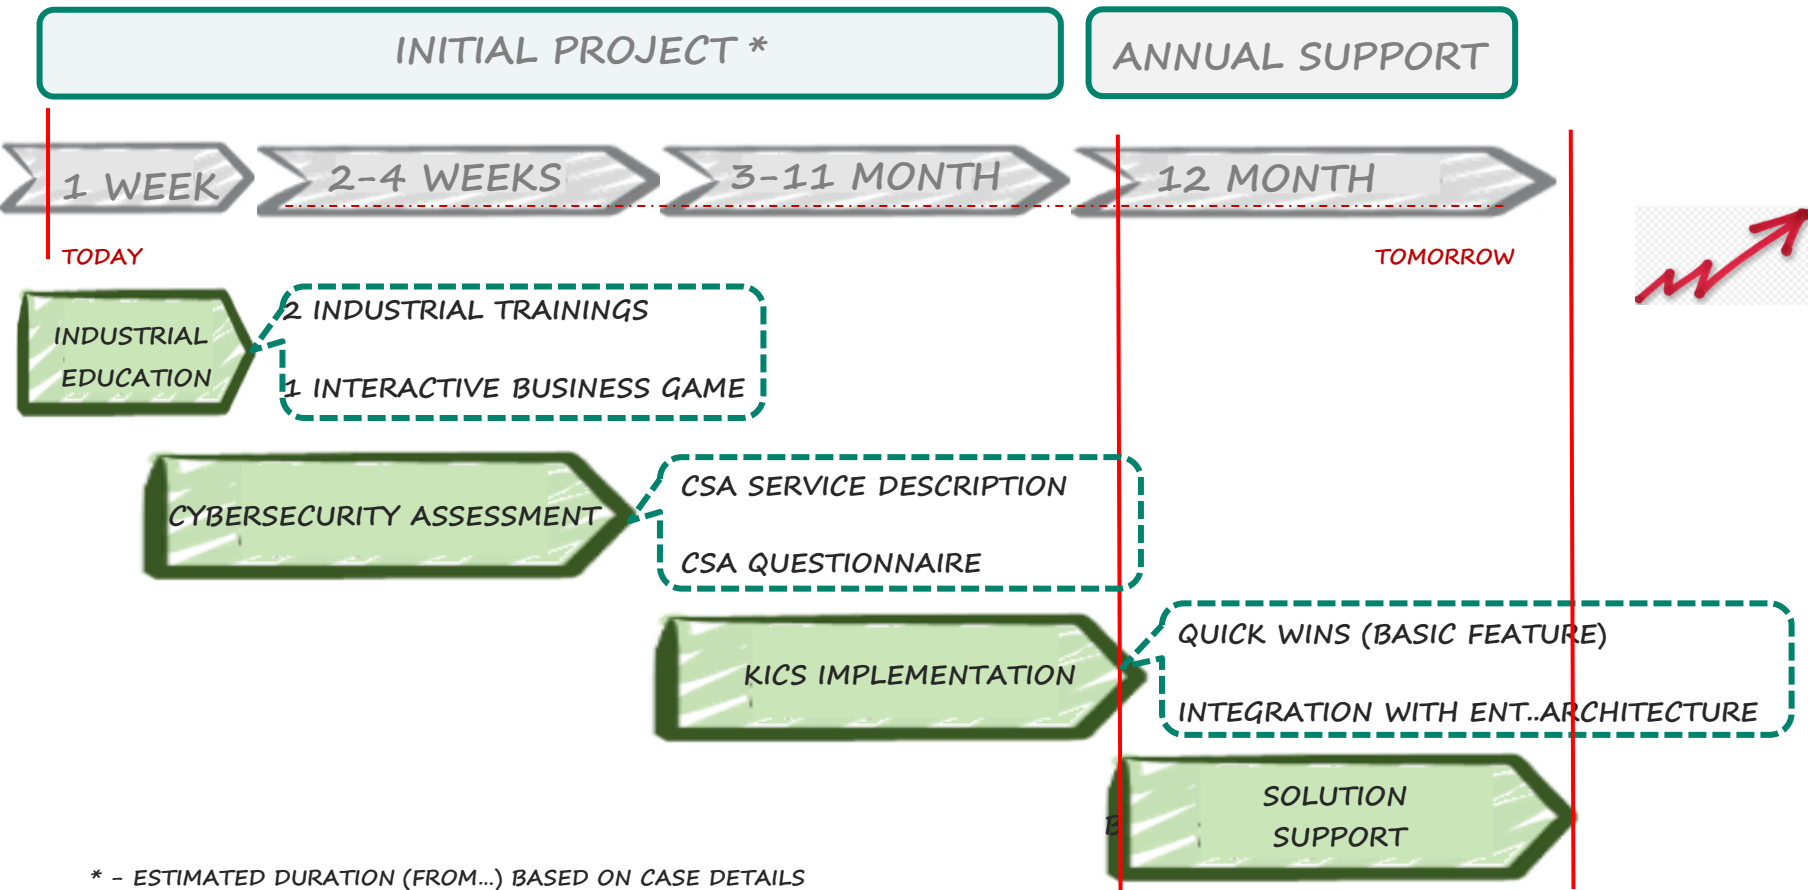 INITIAL PROJECT *
ANNUAL SUPPORT
1 WEEK
2-4 WEEKS
3-11 MONTH
12 MONTH
TODAY
TOMORROW
INDUSTRIAL
EDUCATION
2 INDUSTRIAL TRAININGS
1 INTERACTIVE BUSINESS GAME
CYBERSECURITY ASSESSMENT
CSA SERVICE DESCRIPTION
CSA QUESTIONNAIRE
KICS IMPLEMENTATION
QUICK WINS (BASIC FEATURE)
INTEGRATION WITH ENT..ARCHITECTURE
SOLUTION
SUPPORT
* - ESTIMATED DURATION (FROM...) BASED ON CASE DETAILS